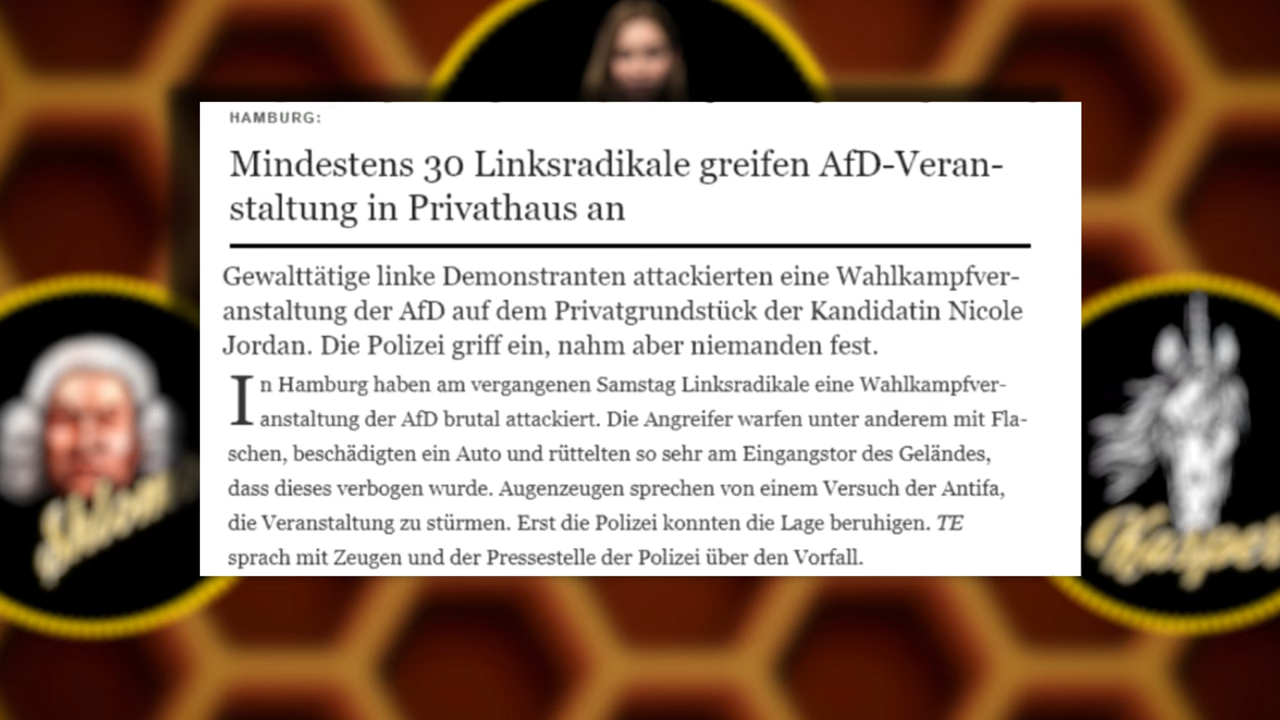 HAMBURG:
Mindestens 30 Linksradikale greifen AfD-Veran-
staltung in Privathaus an
Gewalttätige linke Demonstranten attackierten eine Wahlkampfver-
anstaltung der AfD auf dem Privatgrundstück der Kandidatin Nicole
Jordan. Die Polizei griff ein, nahm aber niemanden fest.
In Hamburg haben am vergangenen Samstag Linksradikale eine Wahlkampfver-
anstaltung der AfD brutal attackiert. Die Angreifer warfen unter anderem mit Fla-
schen, beschädigten ein Auto und rüttelten so sehr am Eingangstor des Geländes,
dass dieses verbogen wurde. Augenzeugen sprechen von einem Versuch der Antifa,
die Veranstaltung zu stürmen. Erst die Polizei konnten die Lage beruhigen. TE
sprach mit Zeugen und der Pressestelle der Polizei über den Vorfall.